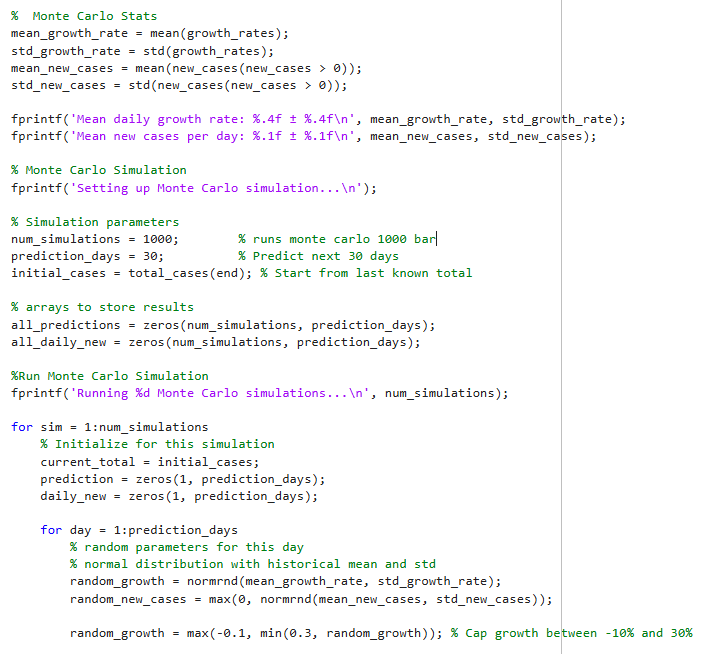 %  Monte Carlo Stats
mean_growth_rate = mean(growth_rates);
std_growth_rate = std(growth_rates);
mean_new_cases = mean(new_cases(new_cases > 0));
std_new_cases = std(new_cases(new_cases > 0));

fprintf('Mean daily growth rate: %.4f ± %.4f\n', mean_growth_rate, std_growth_rate);
fprintf('Mean new cases per day: %.1f ± %.1f\n', mean_new_cases, std_new_cases);

% Monte Carlo Simulation
fprintf('Setting up Monte Carlo simulation...\n');

% Simulation parameters
num_simulations = 1000;        % runs monte carlo 1000 bar
prediction_days = 30;          % Predict next 30 days
initial_cases = total_cases(end); % Start from last known total

% arrays to store results
all_predictions = zeros(num_simulations, prediction_days);
all_daily_new = zeros(num_simulations, prediction_days);

%Run Monte Carlo Simulation
fprintf('Running %d Monte Carlo simulations...\n', num_simulations);

for sim = 1:num_simulations
    % Initialize for this simulation
    current_total = initial_cases;
    prediction = zeros(1, prediction_days);
    daily_new = zeros(1, prediction_days);

    for day = 1:prediction_days
        % random parameters for this day
        % normal distribution with historical mean and std
        random_growth = normrnd(mean_growth_rate, std_growth_rate);
        random_new_cases = max(0, normrnd(mean_new_cases, std_new_cases));

        random_growth = max(-0.1, min(0.3, random_growth)); % Cap growth between -10% and 30%